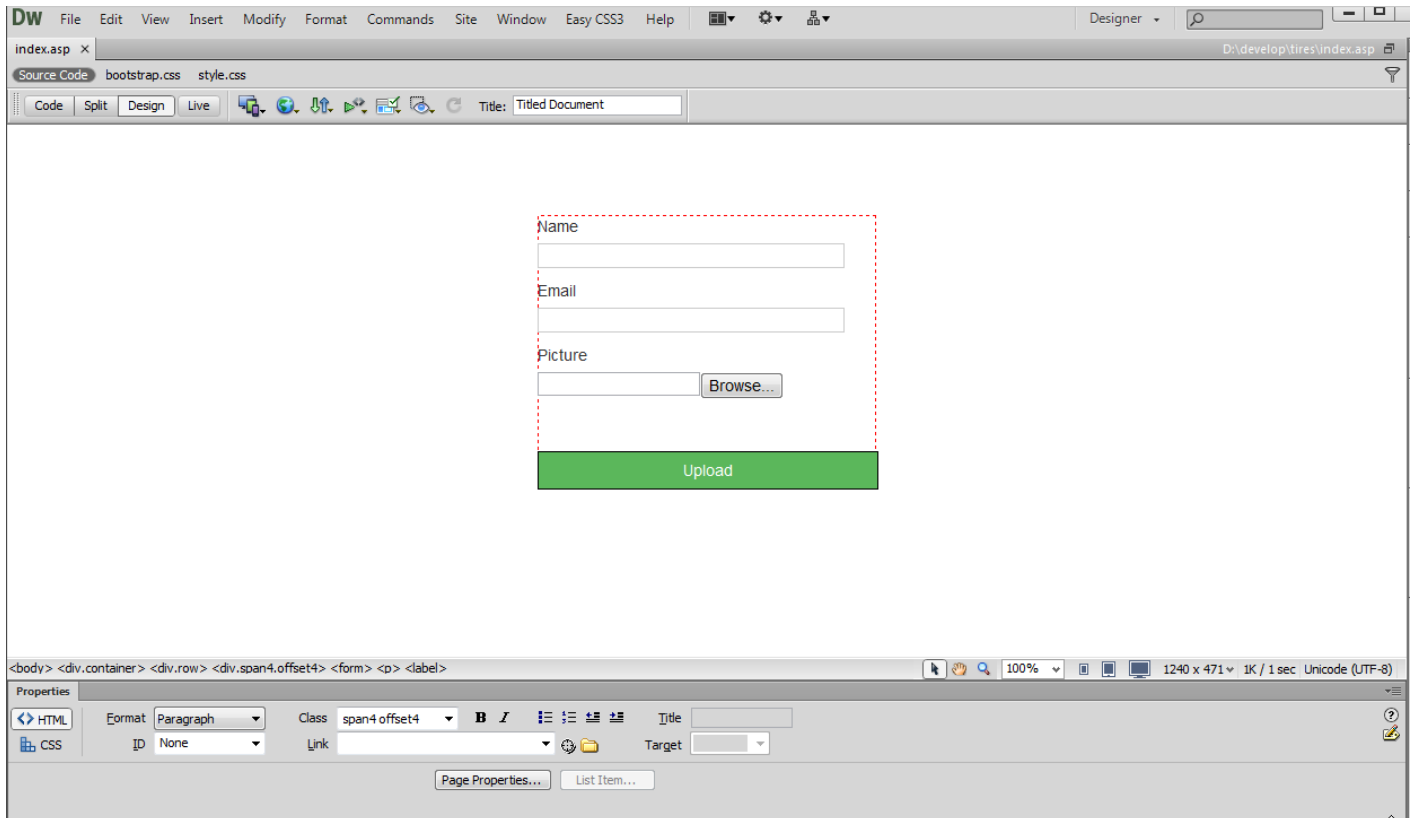 DW File Edit View Insert Modify Format Commands Site Window Easy CSS3 Help Designer
index.asp × D:\develop\tires\index.asp
Source Code bootstrap.css style.css
Code Split Design Live Title: Titled Document
Name
Email
Picture
Browse...
Upload
<body> <div.container> <div.row> <div.span4.offset4> <form> <p> <label> 100% 1240 x 471 1K / 1 sec Unicode (UTF-8)
Properties
<> HTML Format Paragraph Class span4 offset4 B I Title
CSS ID None Link Target
Page Properties... List Item...